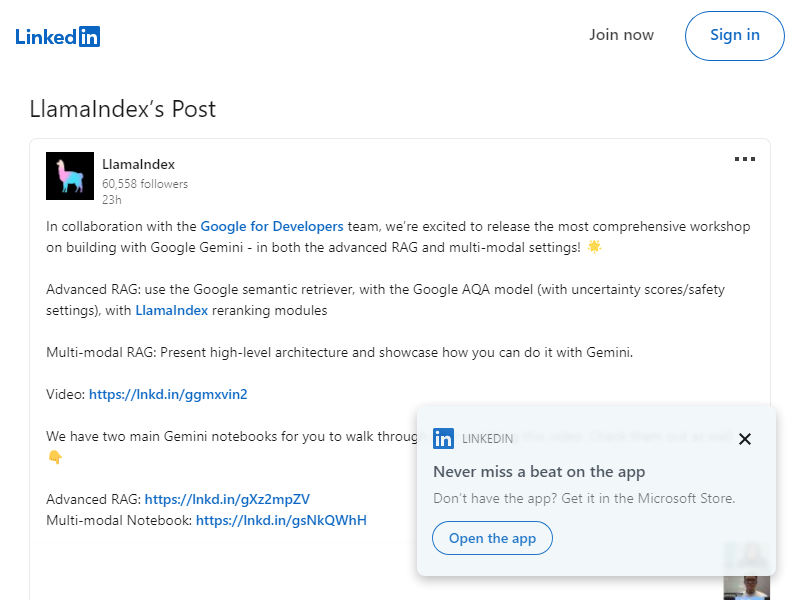 LinkedIn
Join now
Sign in
LlamaIndex's Post
LlamaIndex
60,558 followers
23h
In collaboration with the Google for Developers team, we're excited to release the most comprehensive workshop
on building with Google Gemini - in both the advanced RAG and multi-modal settings! 🌟
Advanced RAG: use the Google semantic retriever, with the Google AQA model (with uncertainty scores/safety
settings), with LlamaIndex reranking modules
Multi-modal RAG: Present high-level architecture and showcase how you can do it with Gemini.
Video: https://lnkd.in/ggmxvin2
We have two main Gemini notebooks for you to walk through
👇
Advanced RAG: https://lnkd.in/gXz2mpZV
Multi-modal Notebook: https://lnkd.in/gsNkQWhH
in LINKEDIN
Never miss a beat on the app
Don't have the app? Get it in the Microsoft Store.
Open the app